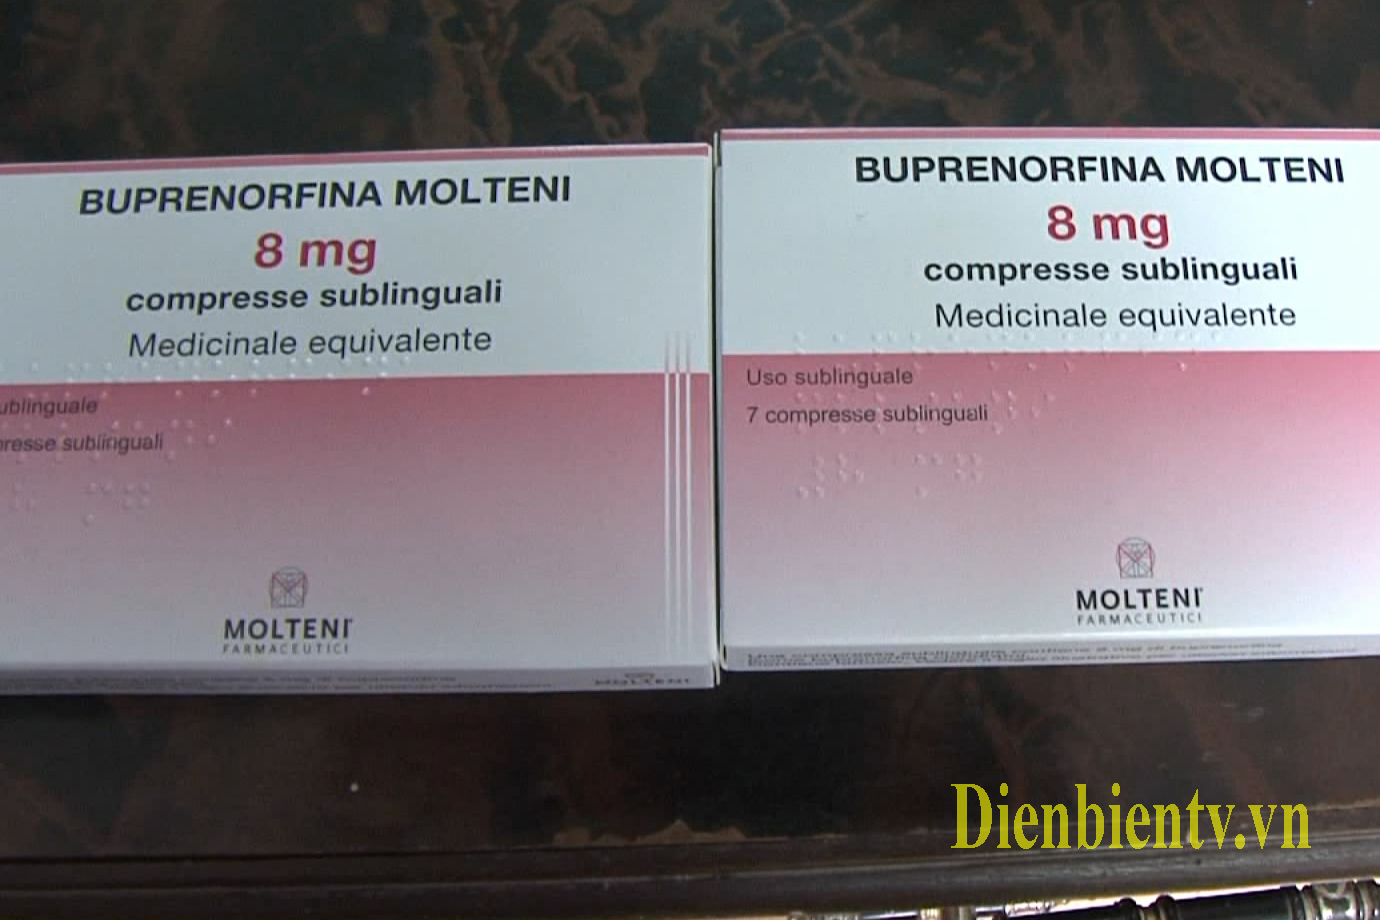 BUPRENORFINA MOLTENI
8 mg
compresse sublinguali
Medicinale equivalente
ublinguale
resse sublinguali
MOLTENI
FARMACEUTICI
MOLTENI
BUPRENORFINA MOLTENI
8 mg
compresse sublinguali
Medicinale equivalente
Uso sublinguale
7 compresse sublinguali
MOLTENI
FARMACEUTICI
Dienbientv.vn